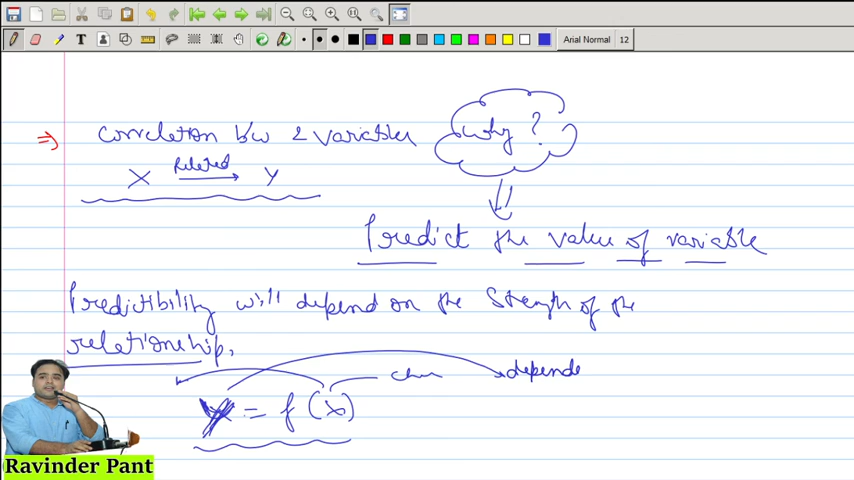 Arial Normal 12
⇒ Correlation b/w 2 variables why?
X Related Y
Predict the value of variable
Predictibility will depend on the Strength of the
relationship.
depende
Y = f(x)
Ravinder Pant